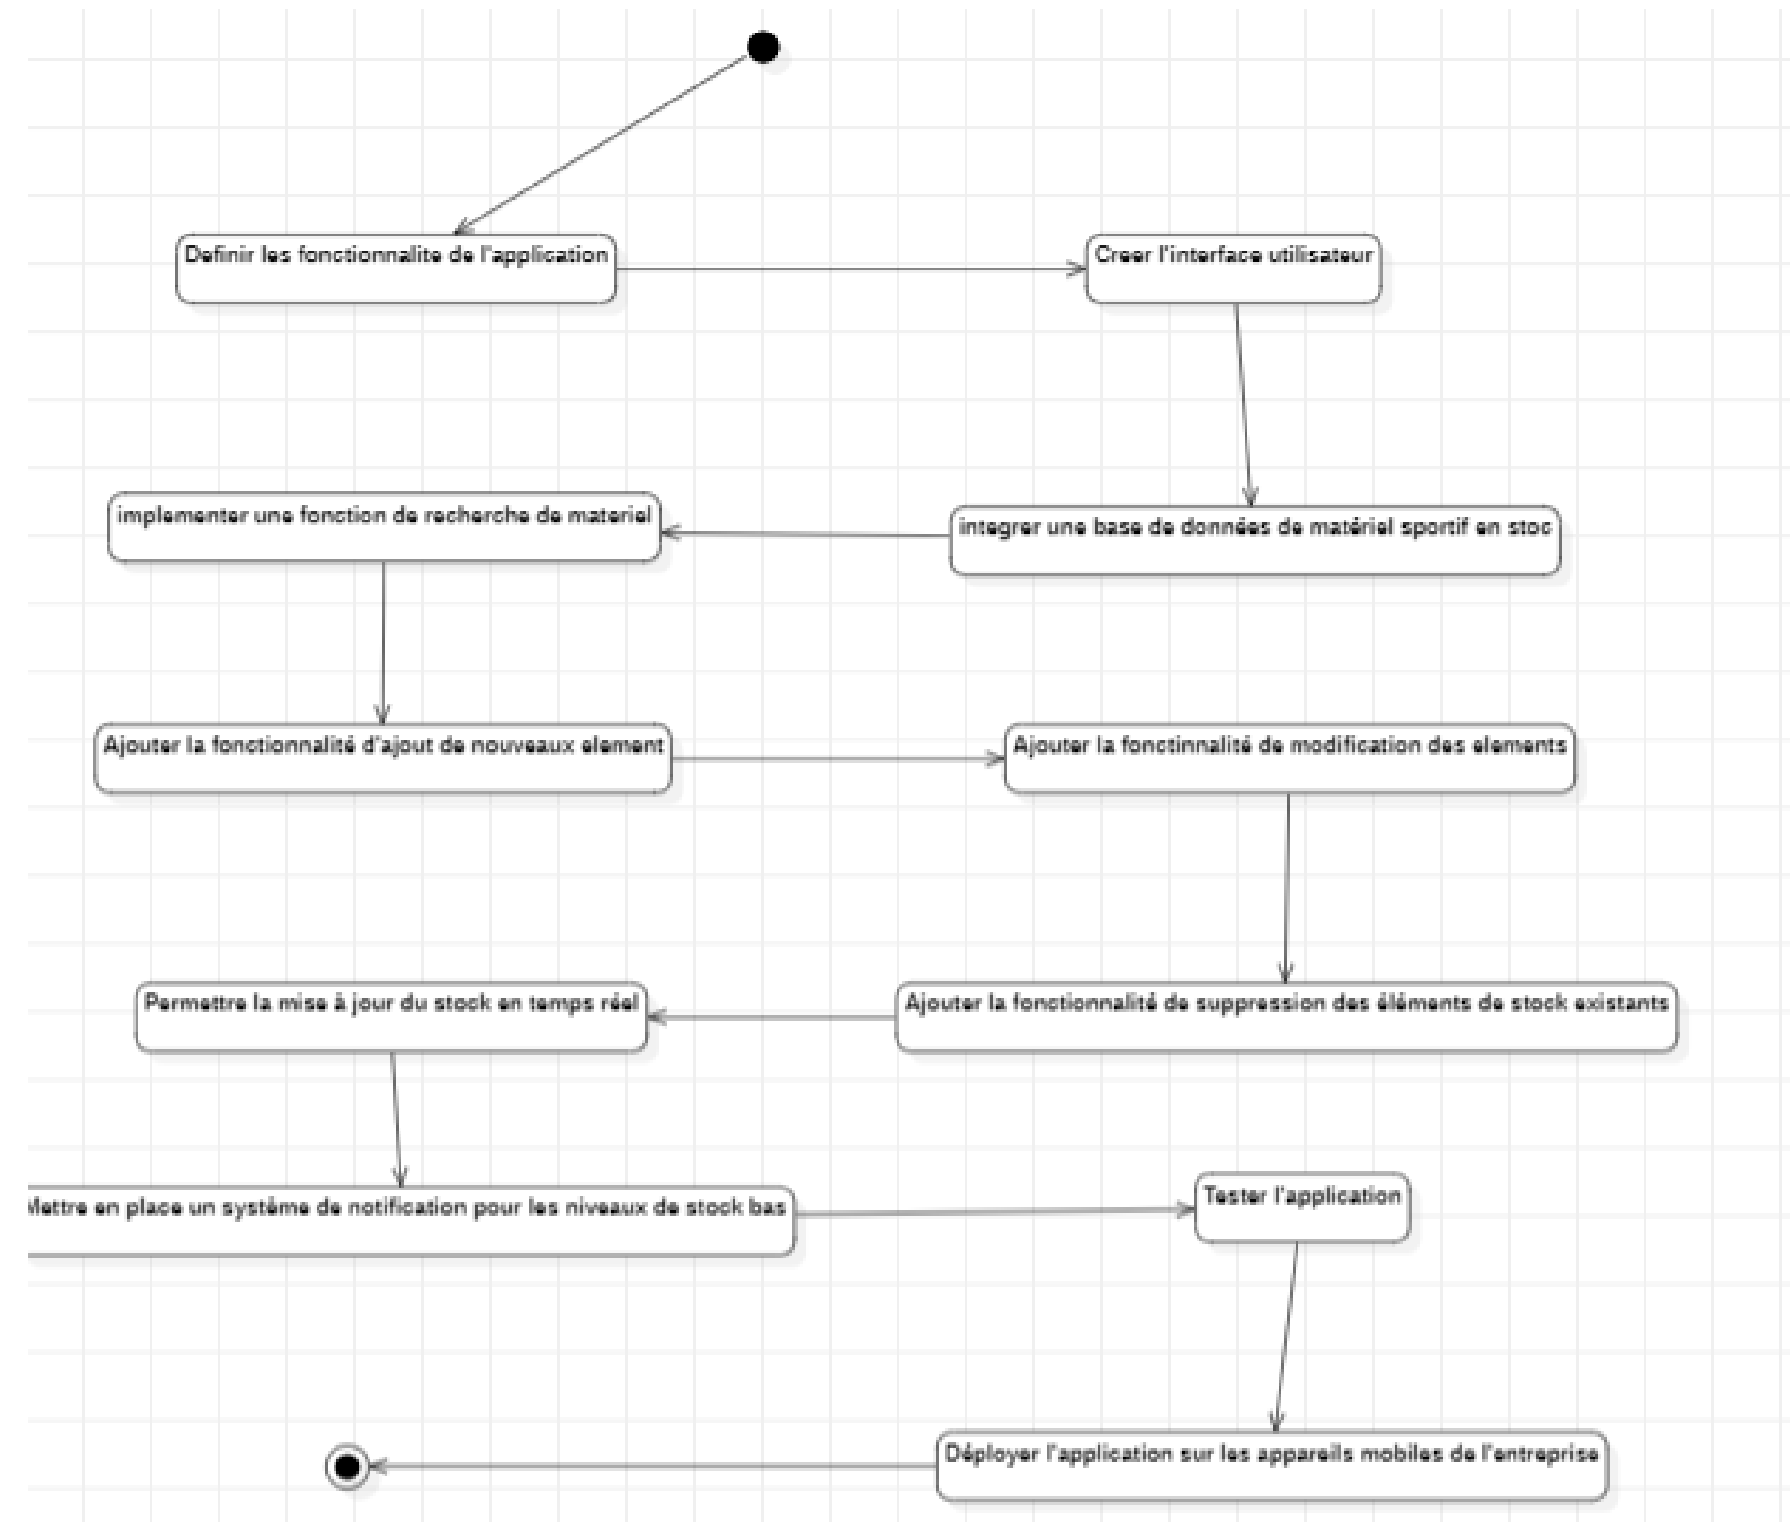 Definir les fonctionnalite de l'application
Creer l'interface utilisateur
implementer une fonction de recherche de materiel
integrer une base de données de matériel sportif en stoc
Ajouter la fonctionnalité d'ajout de nouveaux element
Ajouter la fonctinnalité de modification des elements
Permettre la mise à jour du stock en temps réel
Ajouter la fonctionnalité de suppression des éléments de stock existants
Mettre en place un système de notification pour les niveaux de stock bas
Tester l'application
Déployer l'application sur les appareils mobiles de l'entreprise